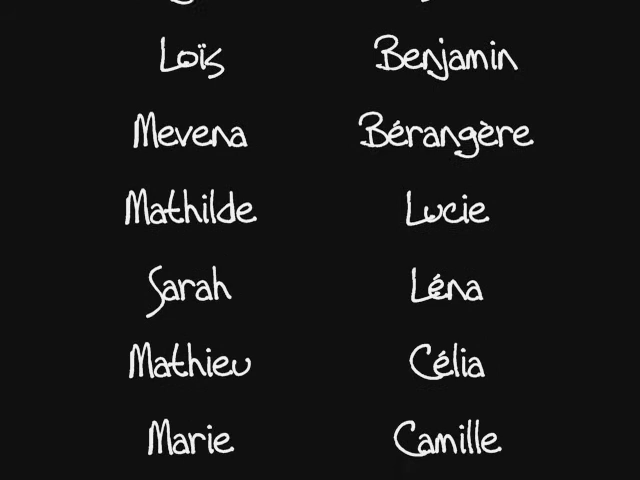 Loïs Benjamin
Mevena Bérangère
Mathilde Lucie
Sarah Léna
Mathieu Célia
Marie Camille